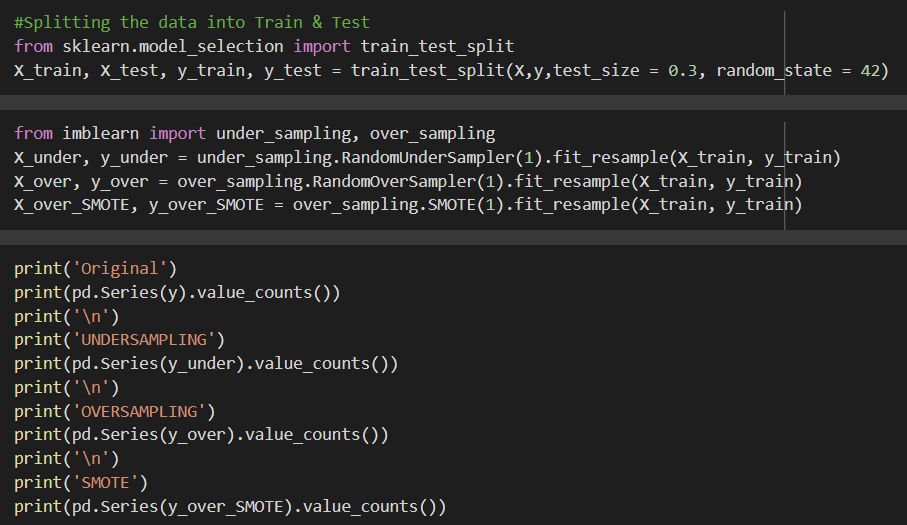 #Splitting the data into Train & Test
from sklearn.model_selection import train_test_split
X_train, X_test, y_train, y_test = train_test_split(X,y,test_size = 0.3, random_state = 42)
from imblearn import under_sampling, over_sampling
X_under, y_under = under_sampling.RandomUnderSampler(1).fit_resample(X_train, y_train)
X_over, y_over = over_sampling.RandomOverSampler(1).fit_resample(X_train, y_train)
X_over_SMOTE, y_over_SMOTE = over_sampling.SMOTE(1).fit_resample(X_train, y_train)
print('Original')
print(pd.Series(y).value_counts())
print('\n')
print('UNDERSAMPLING')
print(pd.Series(y_under).value_counts())
print('\n')
print('OVERSAMPLING')
print(pd.Series(y_over).value_counts())
print('\n')
print('SMOTE')
print(pd.Series(y_over_SMOTE).value_counts())